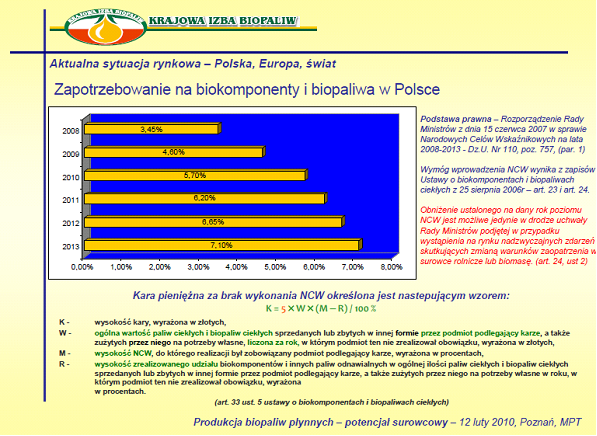 KRAJOWA IZBA BIOPALIW
KRAJOWA IZBA BIOPALIW
Aktualna sytuacja rynkowa – Polska, Europa, świat
Zapotrzebowanie na biokomponenty i biopaliwa w Polsce
2008 3,45%
2009 4,60%
2010 5,70%
2011 6,20%
2012 6,65%
2013 7,10%
0,00% 1,00% 2,00% 3,00% 4,00% 5,00% 6,00% 7,00% 8,00%
Podstawa prawna – Rozporządzenie Rady
Ministrów z dnia 15 czerwca 2007 w sprawie
Narodowych Celów Wskaźnikowych na lata
2008-2013 - Dz.U. Nr 110, poz. 757, (par. 1)
Wymóg wprowadzenia NCW wynika z zapisów
Ustawy o biokomponentach i biopaliwach
ciekłych z 25 sierpnia 2006r – art. 23 i art. 24.
Obniżenie ustalonego na dany rok poziomu
NCW jest możliwe jedynie w drodze uchwały
Rady Ministrów podjętej w przypadku
wystąpienia na rynku nadzwyczajnych zdarzeń
skutkujących zmianą warunków zaopatrzenia w
surowce rolnicze lub biomasę. (art. 24, ust 2)
Kara pieniężna za brak wykonania NCW określona jest nastepującym wzorem:
K = 5 × W × (M – R) / 100 %
K - wysokość kary, wyrażona w złotych,
W - ogólna wartość paliw ciekłych i biopaliw ciekłych sprzedanych lub zbytych w innej formie przez podmiot podlegający karze, a także
zużytych przez niego na potrzeby własne, liczona za rok, w którym podmiot ten nie zrealizował obowiązku, wyrażona w złotych,
M - wysokość NCW, do którego realizacji był zobowiązany podmiot podlegający karze, wyrażona w procentach,
R - wysokość zrealizowanego udziału biokomponentów i innych paliw odnawialnych w ogólnej ilości paliw ciekłych i biopaliw ciekłych
sprzedanych lub zbytych w innej formie przez podmiot podlegający karze, a także zużytych przez niego na potrzeby własne w roku, w
którym podmiot ten nie zrealizował obowiązku, wyrażona
w procentach.
(art. 33 ust. 5 ustawy o biokomponentach i biopaliwach ciekłych)
Produkcja biopaliw płynnych – potencjał surowcowy – 12 luty 2010, Poznań, MPT